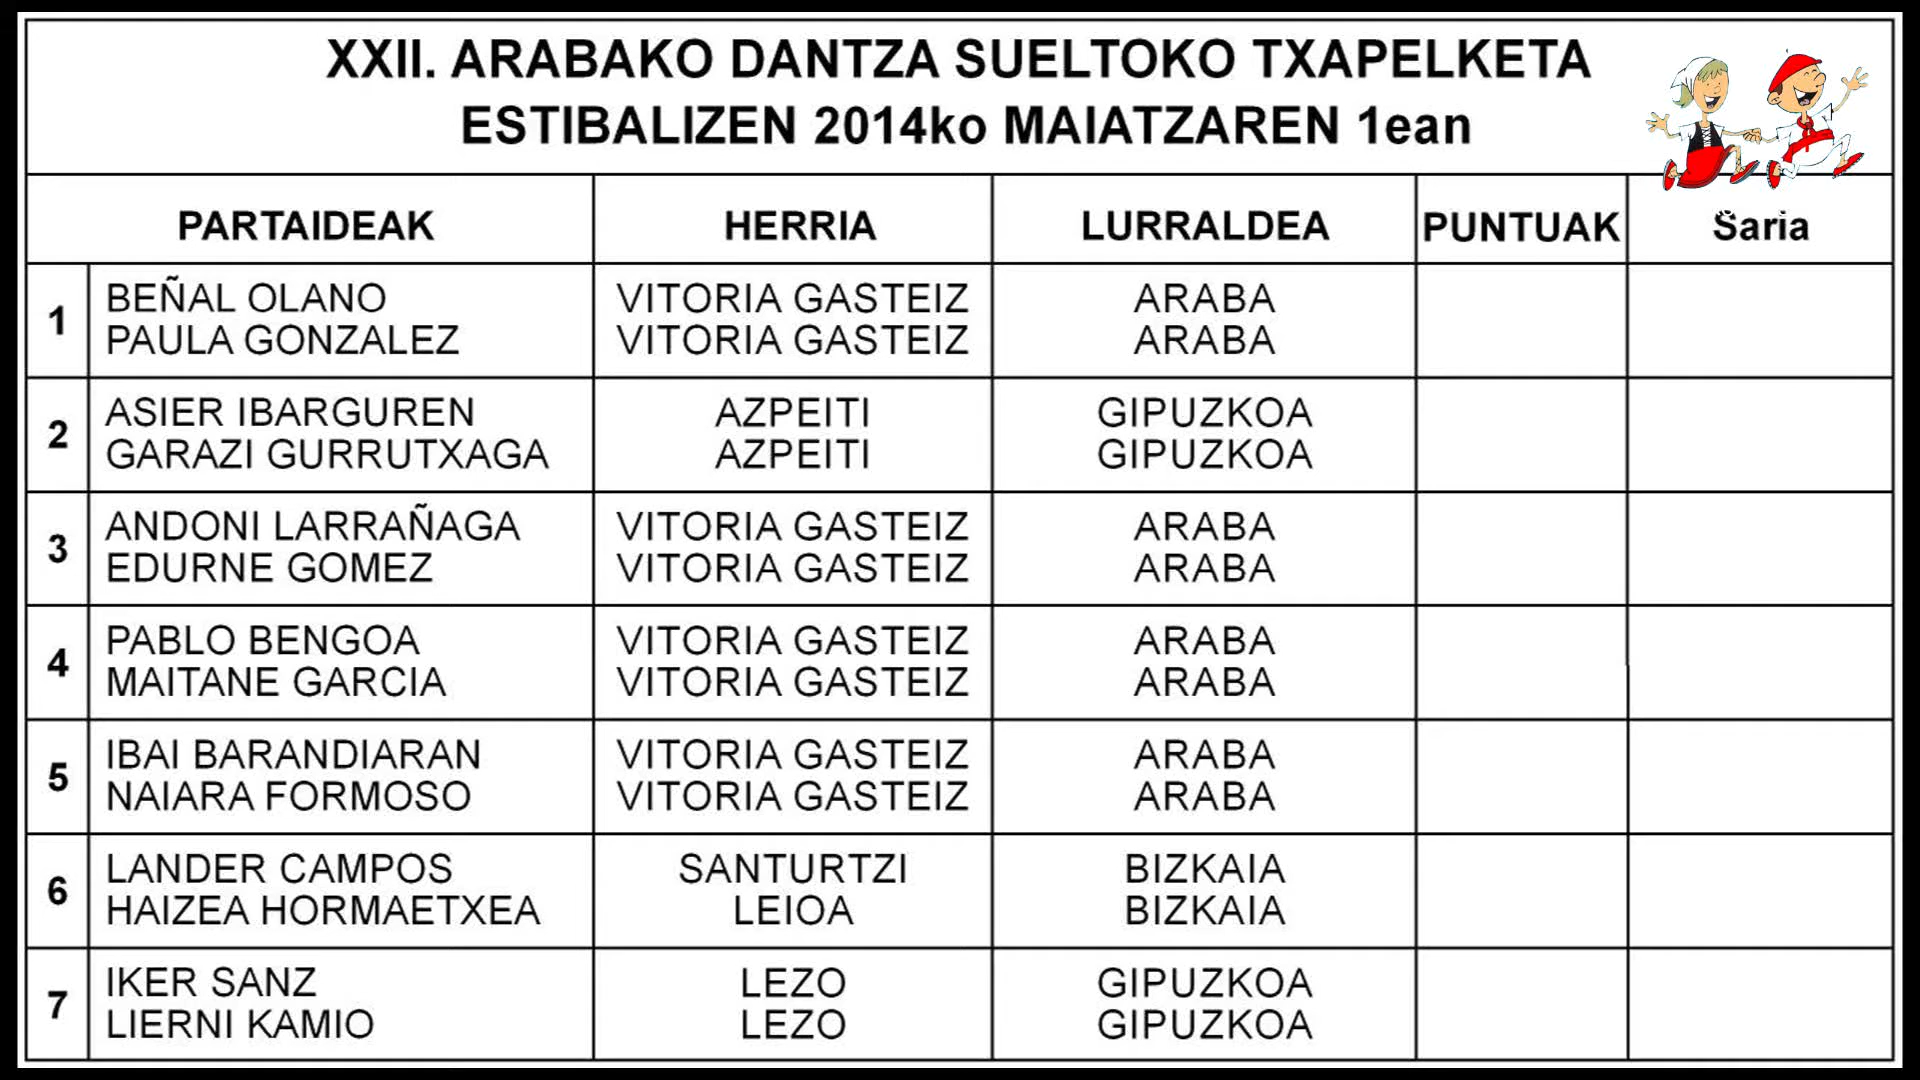 XXII. ARABAKO DANTZA SUELTOKO TXAPELKETA
ESTIBALIZEN 2014ko MAIATZAREN 1ean
PARTAIDEAK HERRIA LURRALDEA PUNTUAK Saria
1
BEÑAL OLANO VITORIA GASTEIZ ARABA
PAULA GONZALEZ VITORIA GASTEIZ ARABA
2
ASIER IBARGUREN AZPEITI GIPUZKOA
GARAZI GURRUTXAGA AZPEITI GIPUZKOA
3
ANDONI LARRAÑAGA VITORIA GASTEIZ ARABA
EDURNE GOMEZ VITORIA GASTEIZ ARABA
4
PABLO BENGOA VITORIA GASTEIZ ARABA
MAITANE GARCIA VITORIA GASTEIZ ARABA
5
IBAI BARANDIARAN VITORIA GASTEIZ ARABA
NAIARA FORMOSO VITORIA GASTEIZ ARABA
6
LANDER CAMPOS SANTURTZI BIZKAIA
HAIZEA HORMAETXEA LEIOA BIZKAIA
7
IKER SANZ LEZO GIPUZKOA
LIERNI KAMIO LEZO GIPUZKOA